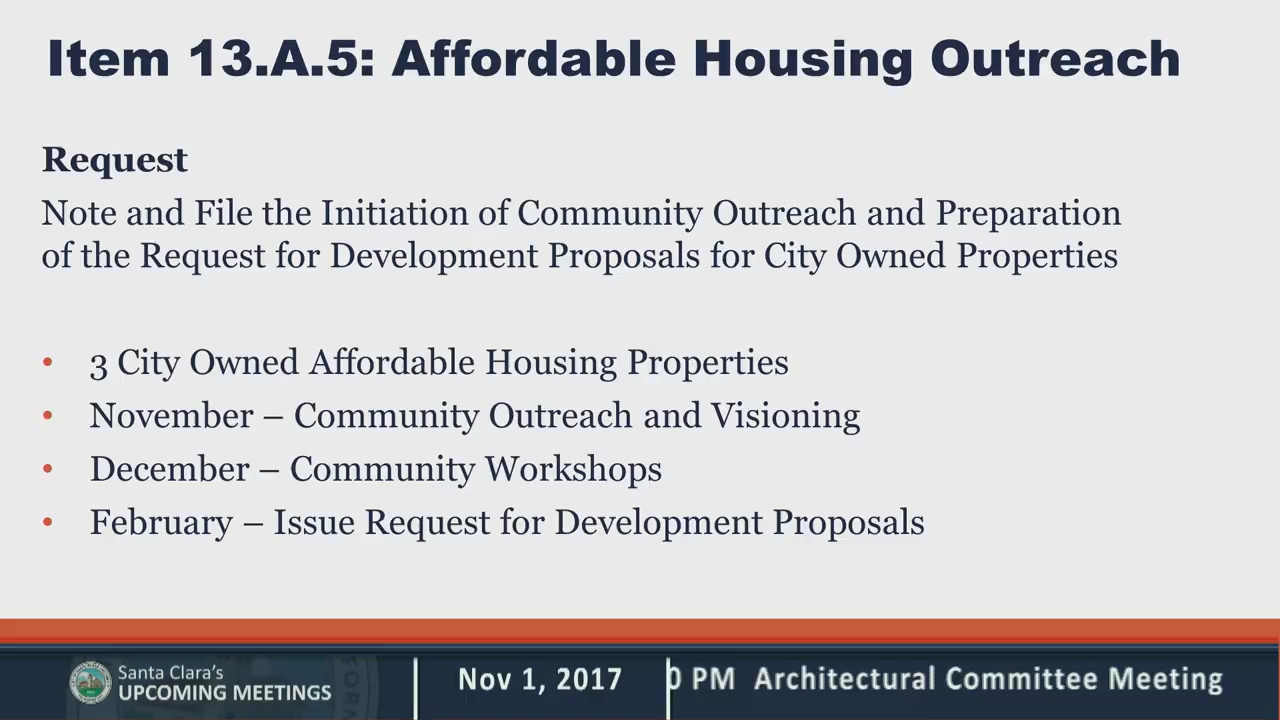 Item 13.A.5: Affordable Housing Outreach
Request
Note and File the Initiation of Community Outreach and Preparation
of the Request for Development Proposals for City Owned Properties
• 3 City Owned Affordable Housing Properties
• November – Community Outreach and Visioning
• December – Community Workshops
• February – Issue Request for Development Proposals
Santa Clara's
UPCOMING MEETINGS
Nov 1, 2017
0 PM Architectural Committee Meeting